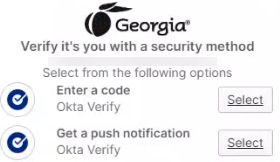 Georgia®
Verify it's you with a security method
Select from the following options
Enter a code
Okta Verify
Select
Get a push notification
Okta Verify
Select